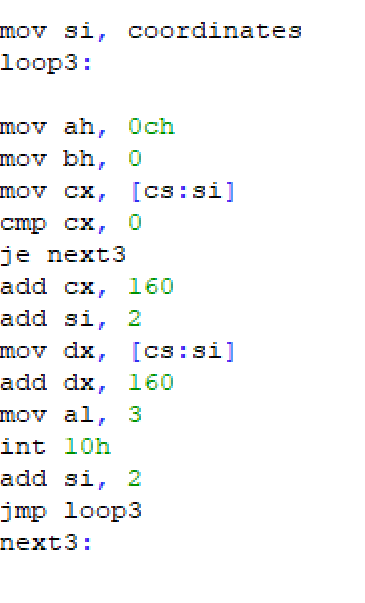 mov si, coordinates
loop3:
mov ah, 0ch
mov bh, 0
mov cx, [cs:si]
cmp cx, 0
je next3
add cx, 160
add si, 2
mov dx, [cs:si]
add dx, 160
mov al, 3
int 10h
add si, 2
jmp loop3
next3: